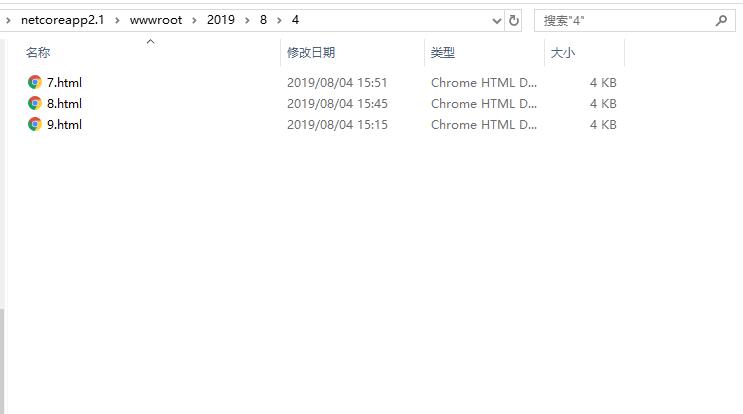 netcoreapp2.1 > wwwroot > 2019 > 8 > 4 搜索"4"
名称 修改日期 类型 大小
7.html 2019/08/04 15:51 Chrome HTML D... 4 KB
8.html 2019/08/04 15:45 Chrome HTML D... 4 KB
9.html 2019/08/04 15:15 Chrome HTML D... 4 KB